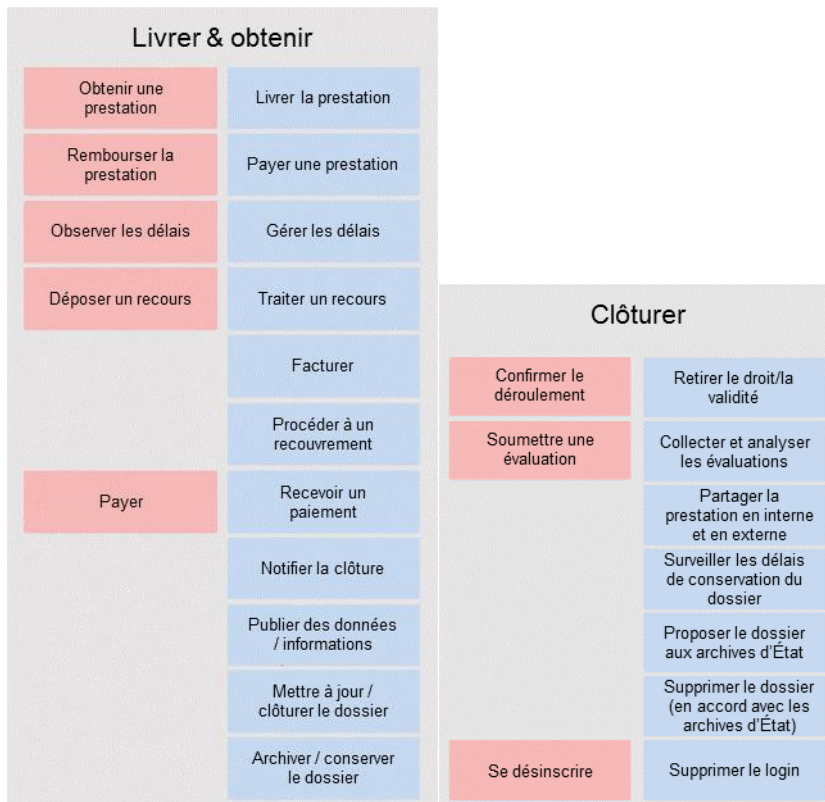 Livrer & obtenir
Obtenir une
prestation
Livrer la prestation
Rembourser la
prestation
Payer une prestation
Observer les délais
Gérer les délais
Déposer un recours
Traiter un recours
Facturer
Procéder à un
recouvrement
Payer
Recevoir un
paiement
Notifier la clôture
Publier des données
/ informations
Mettre à jour /
clôturer le dossier
Archiver / conserver
le dossier
Clôturer
Confirmer le
déroulement
Retirer le droit/la
validité
Soumettre une
évaluation
Collecter et analyser
les évaluations
Partager la
prestation en interne
et en externe
Surveiller les délais
de conservation du
dossier
Proposer le dossier
aux archives d'État
Supprimer le dossier
(en accord avec les
archives d'État)
Se désinscrire
Supprimer le login